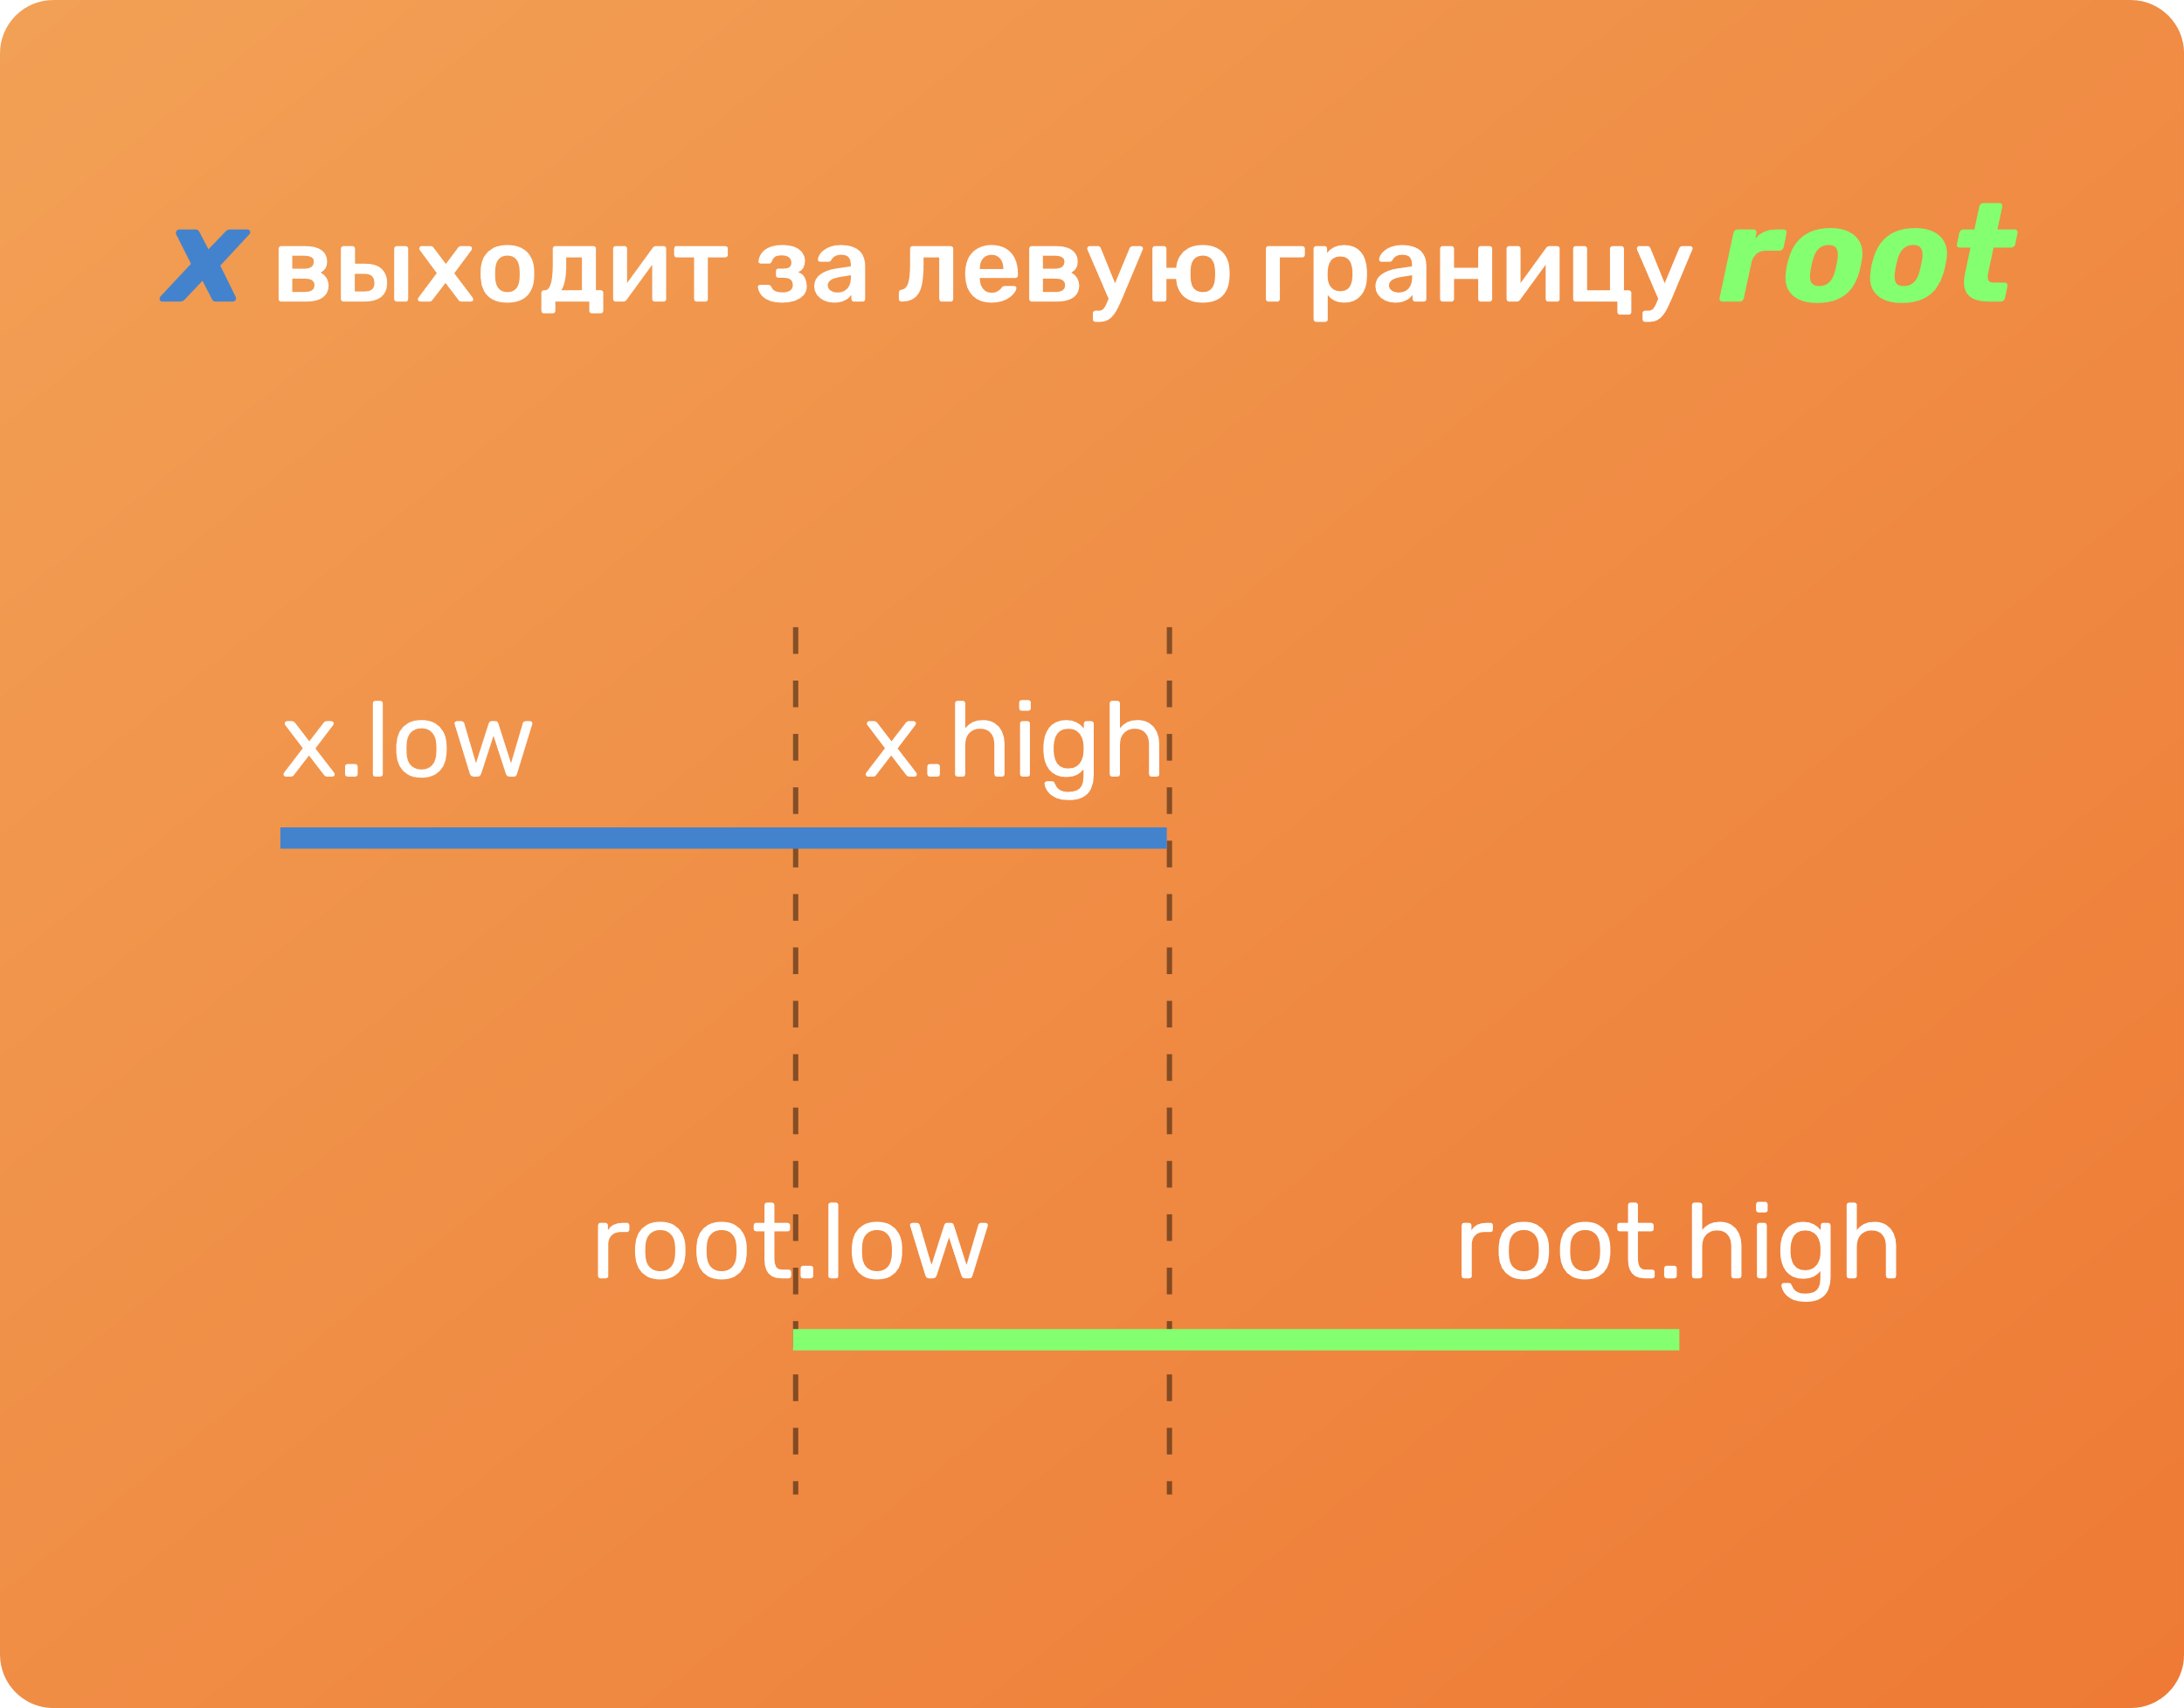 x выходит за левую границу root
x.low x.high
root.low root.high